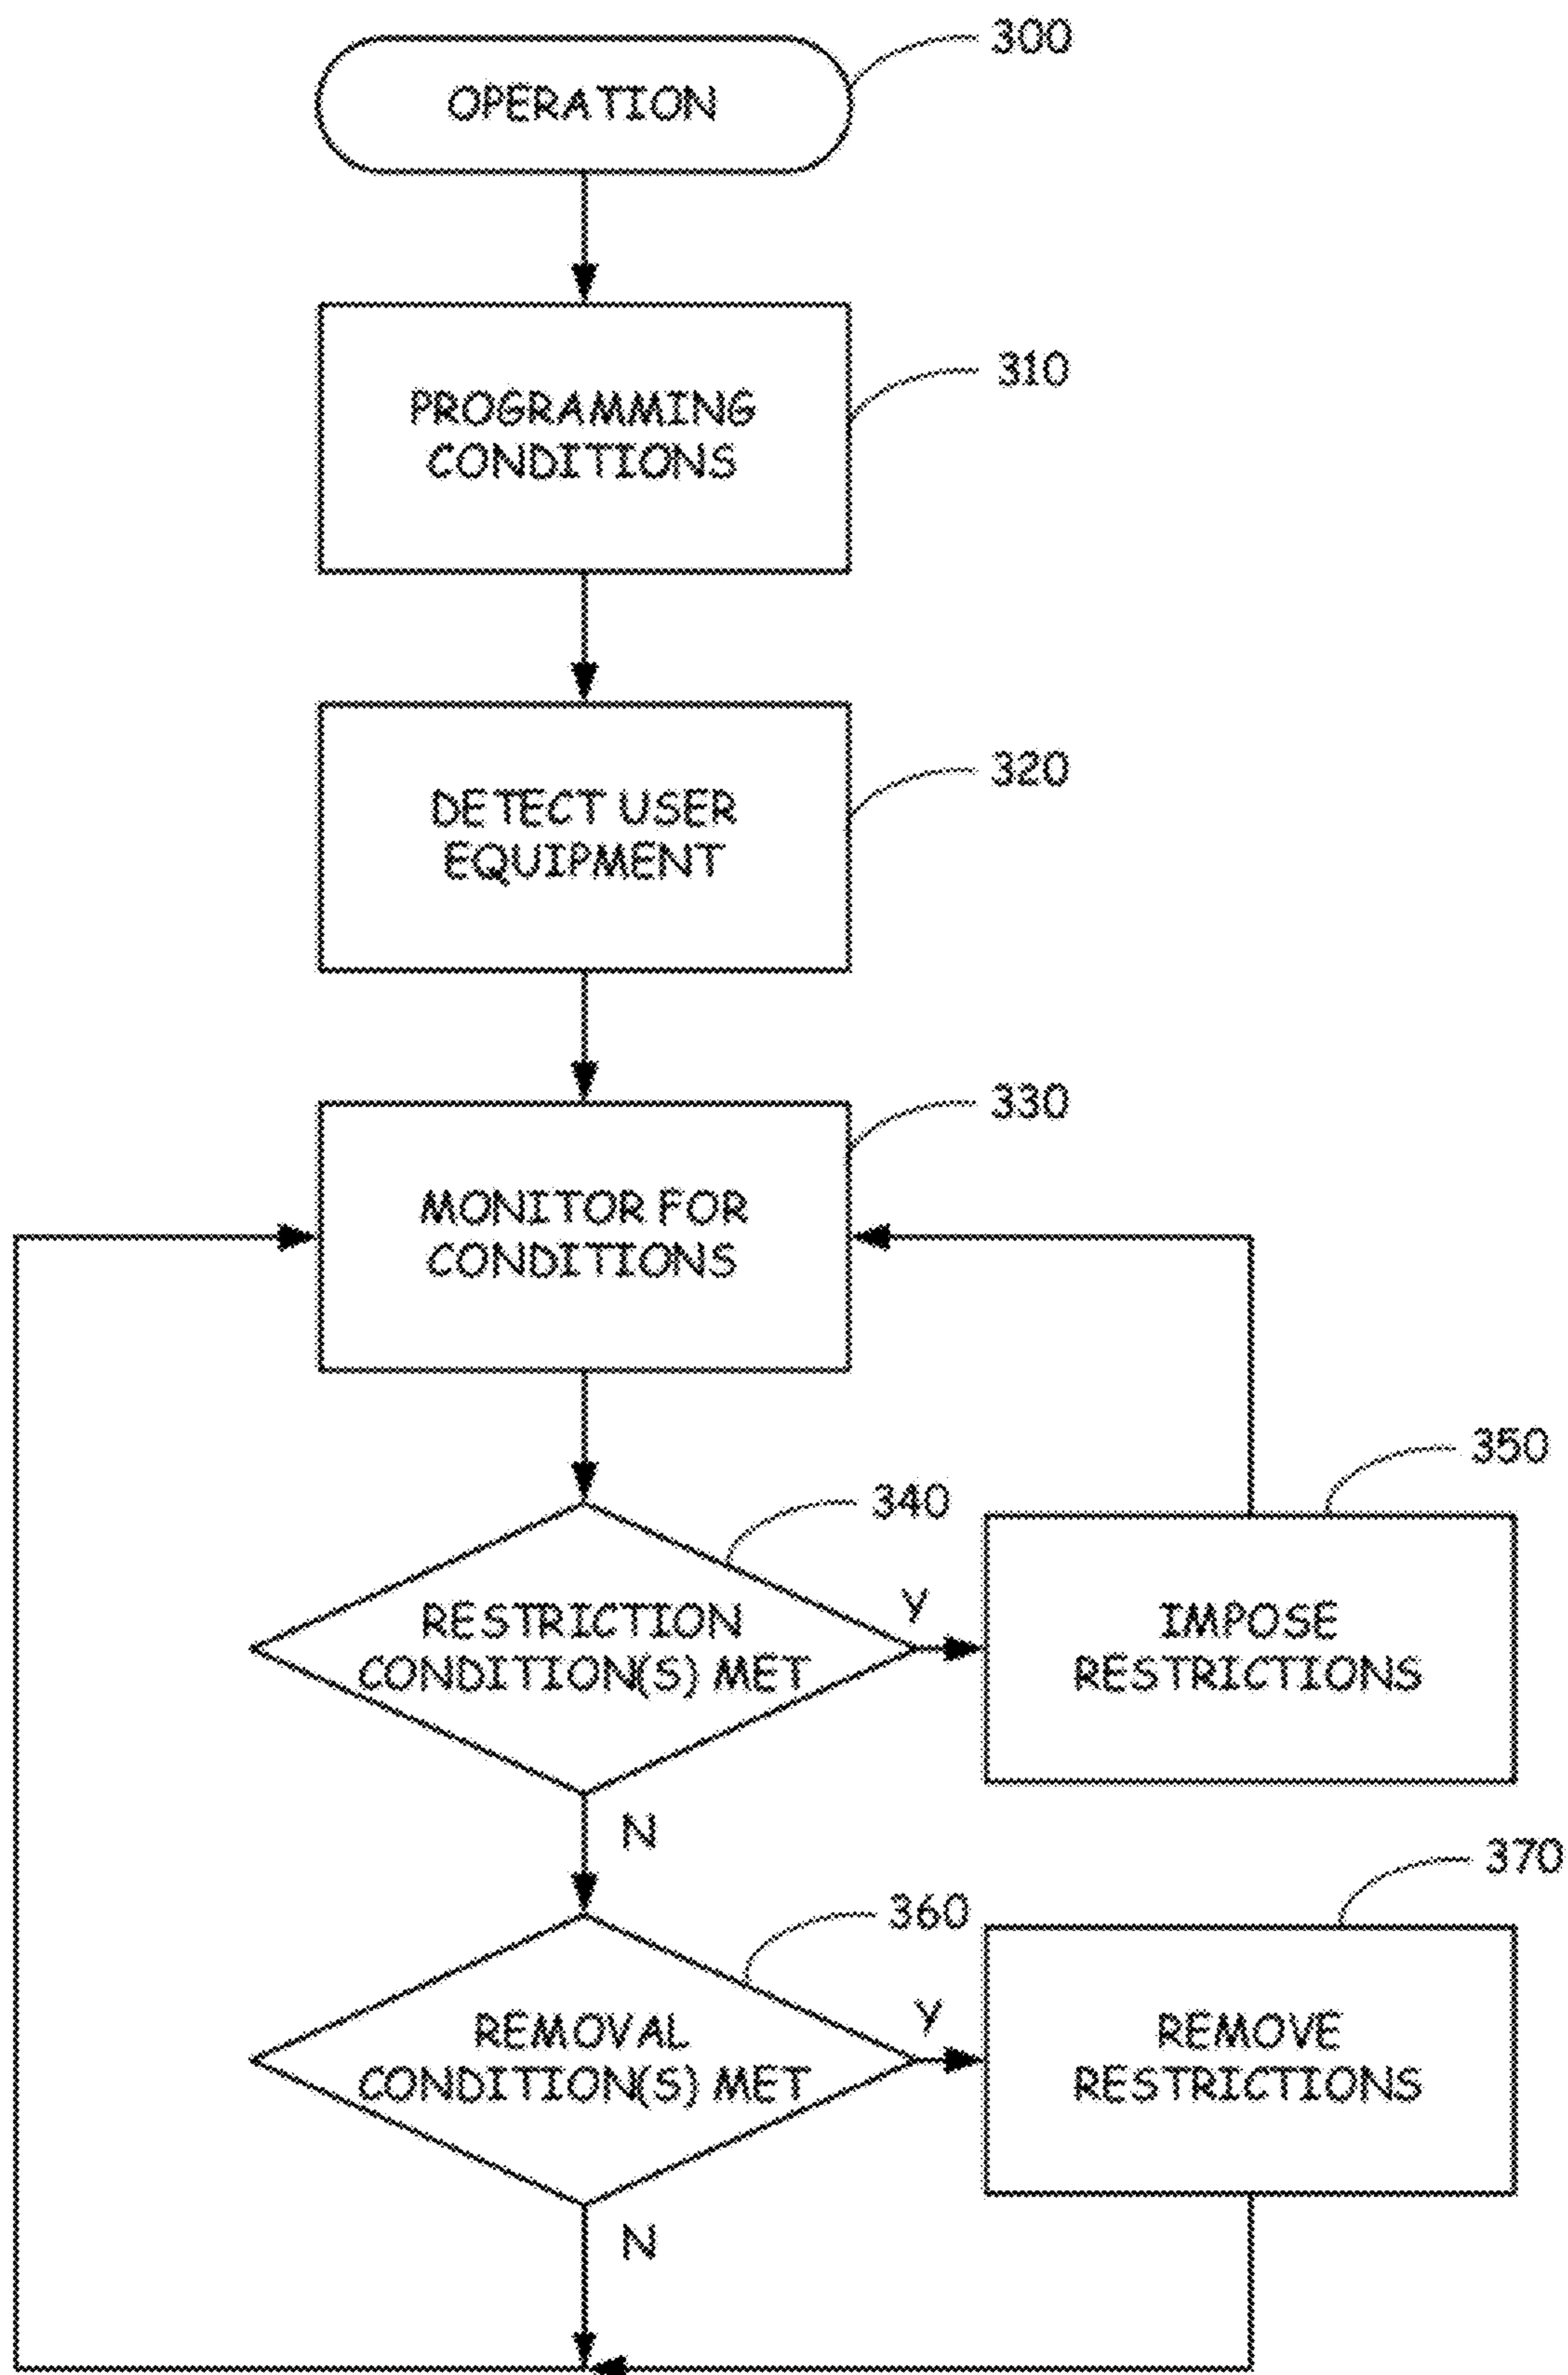 300
OPERATION
310
PROGRAMMING
CONDITIONS
320
DETECT USER
EQUIPMENT
330
MONITOR FOR
CONDITIONS
340
RESTRICTION
CONDITION(S) MET
Y
350
IMPOSE
RESTRICTIONS
N
360
REMOVAL
CONDITION(S) MET
Y
370
REMOVE
RESTRICTIONS
N